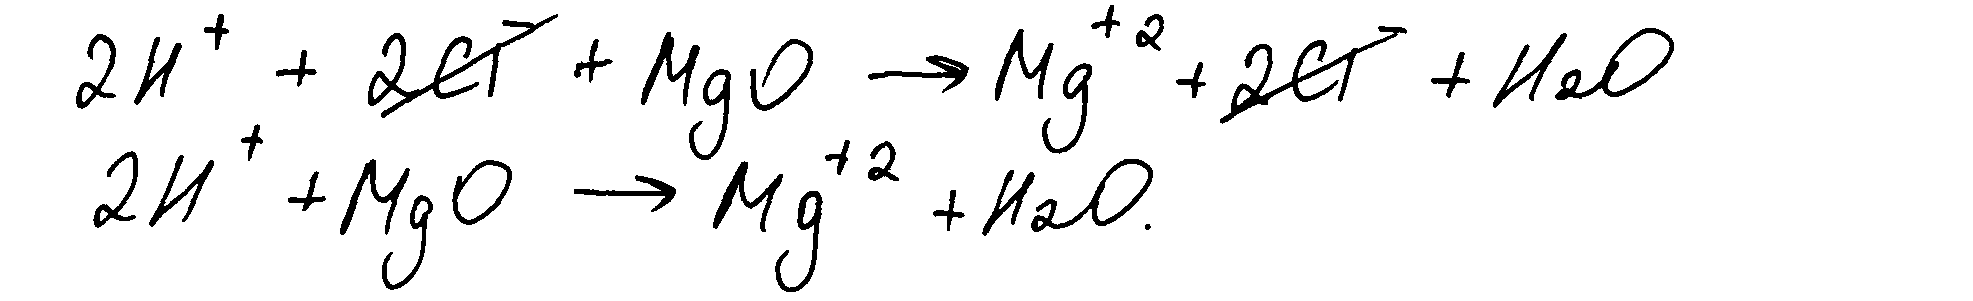 2H⁺ + 2Cl⁻ + MgO → Mg⁺² + 2Cl⁻ + H₂O
2H⁺ + MgO → Mg⁺² + H₂O.